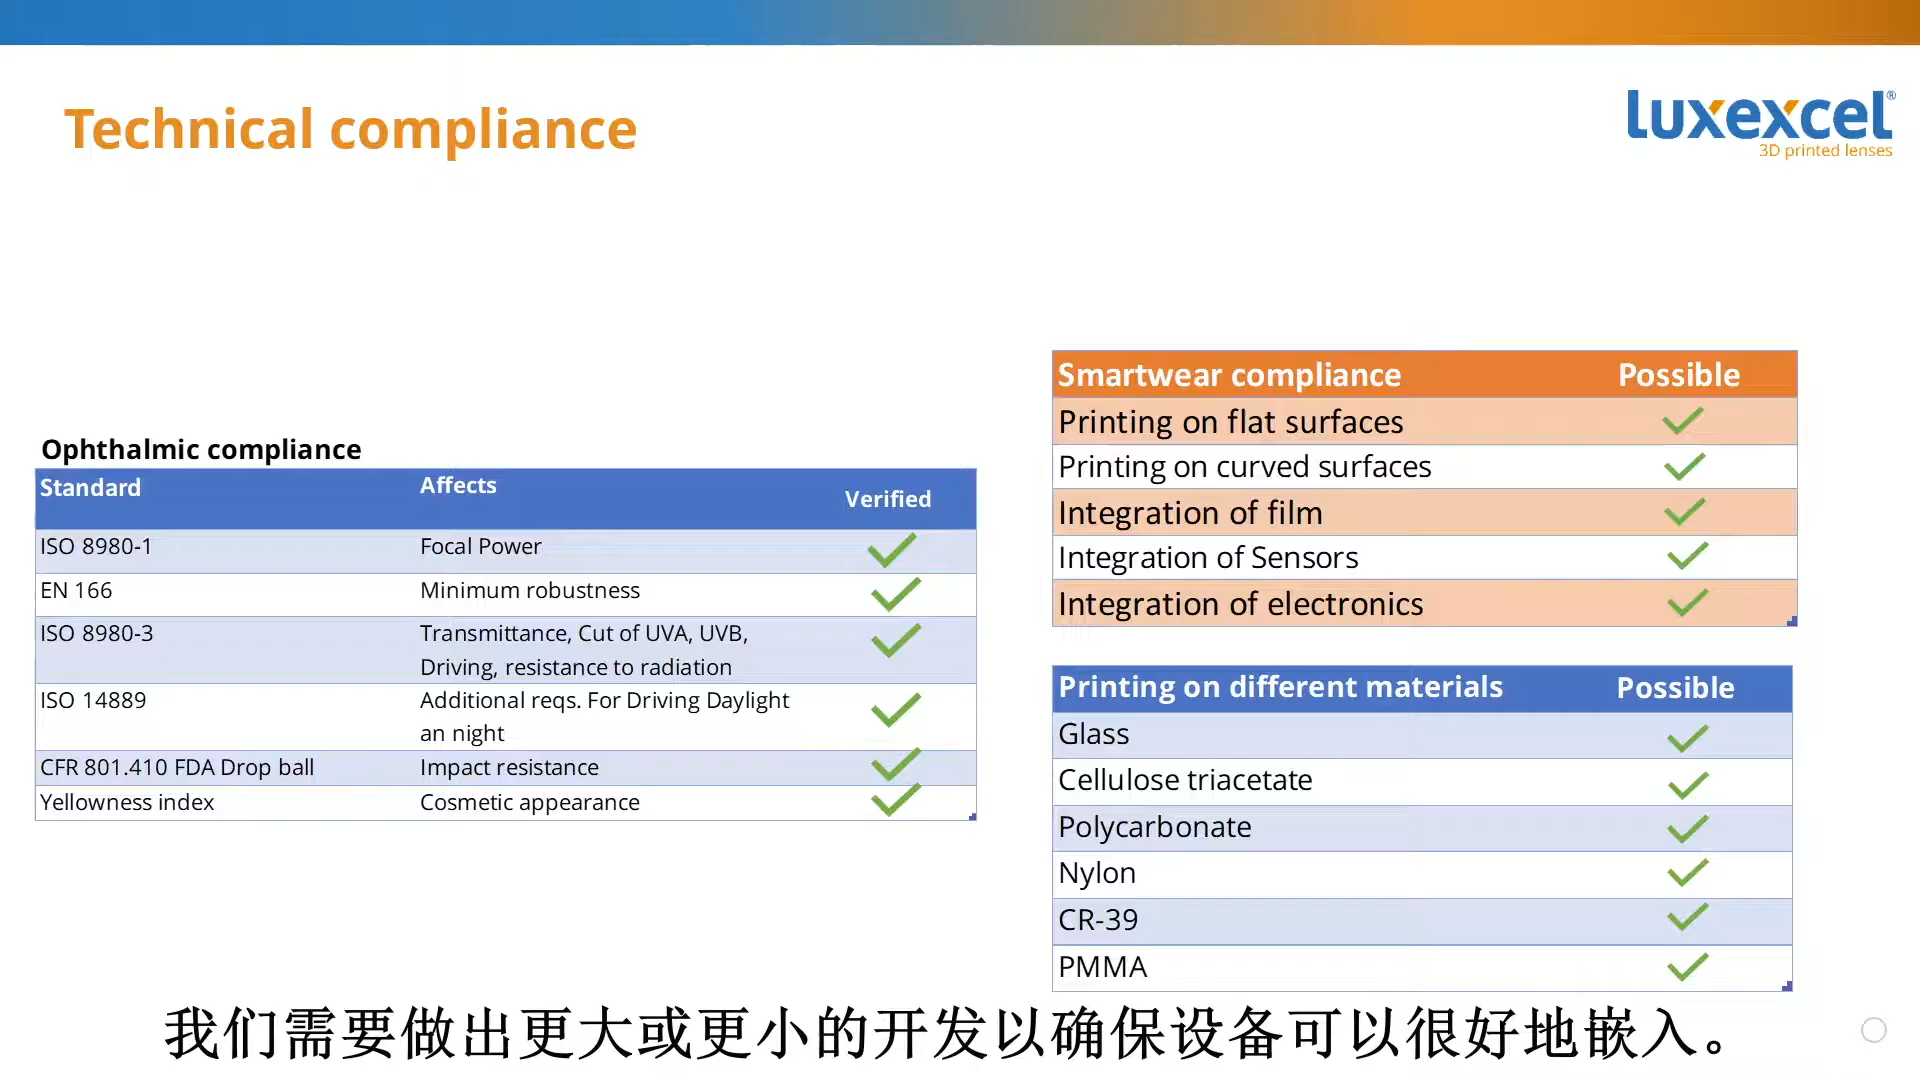 Technical compliance
luxexcel®
3D printed lenses
Ophthalmic compliance
Standard Affects Verified
ISO 8980-1 Focal Power
EN 166 Minimum robustness
ISO 8980-3 Transmittance, Cut of UVA, UVB,
Driving, resistance to radiation
ISO 14889 Additional reqs. For Driving Daylight
an night
CFR 801.410 FDA Drop ball Impact resistance
Yellowness index Cosmetic appearance
Smartwear compliance Possible
Printing on flat surfaces
Printing on curved surfaces
Integration of film
Integration of Sensors
Integration of electronics
Printing on different materials Possible
Glass
Cellulose triacetate
Polycarbonate
Nylon
CR-39
PMMA
我们需要做出更大或更小的开发以确保设备可以很好地嵌入。